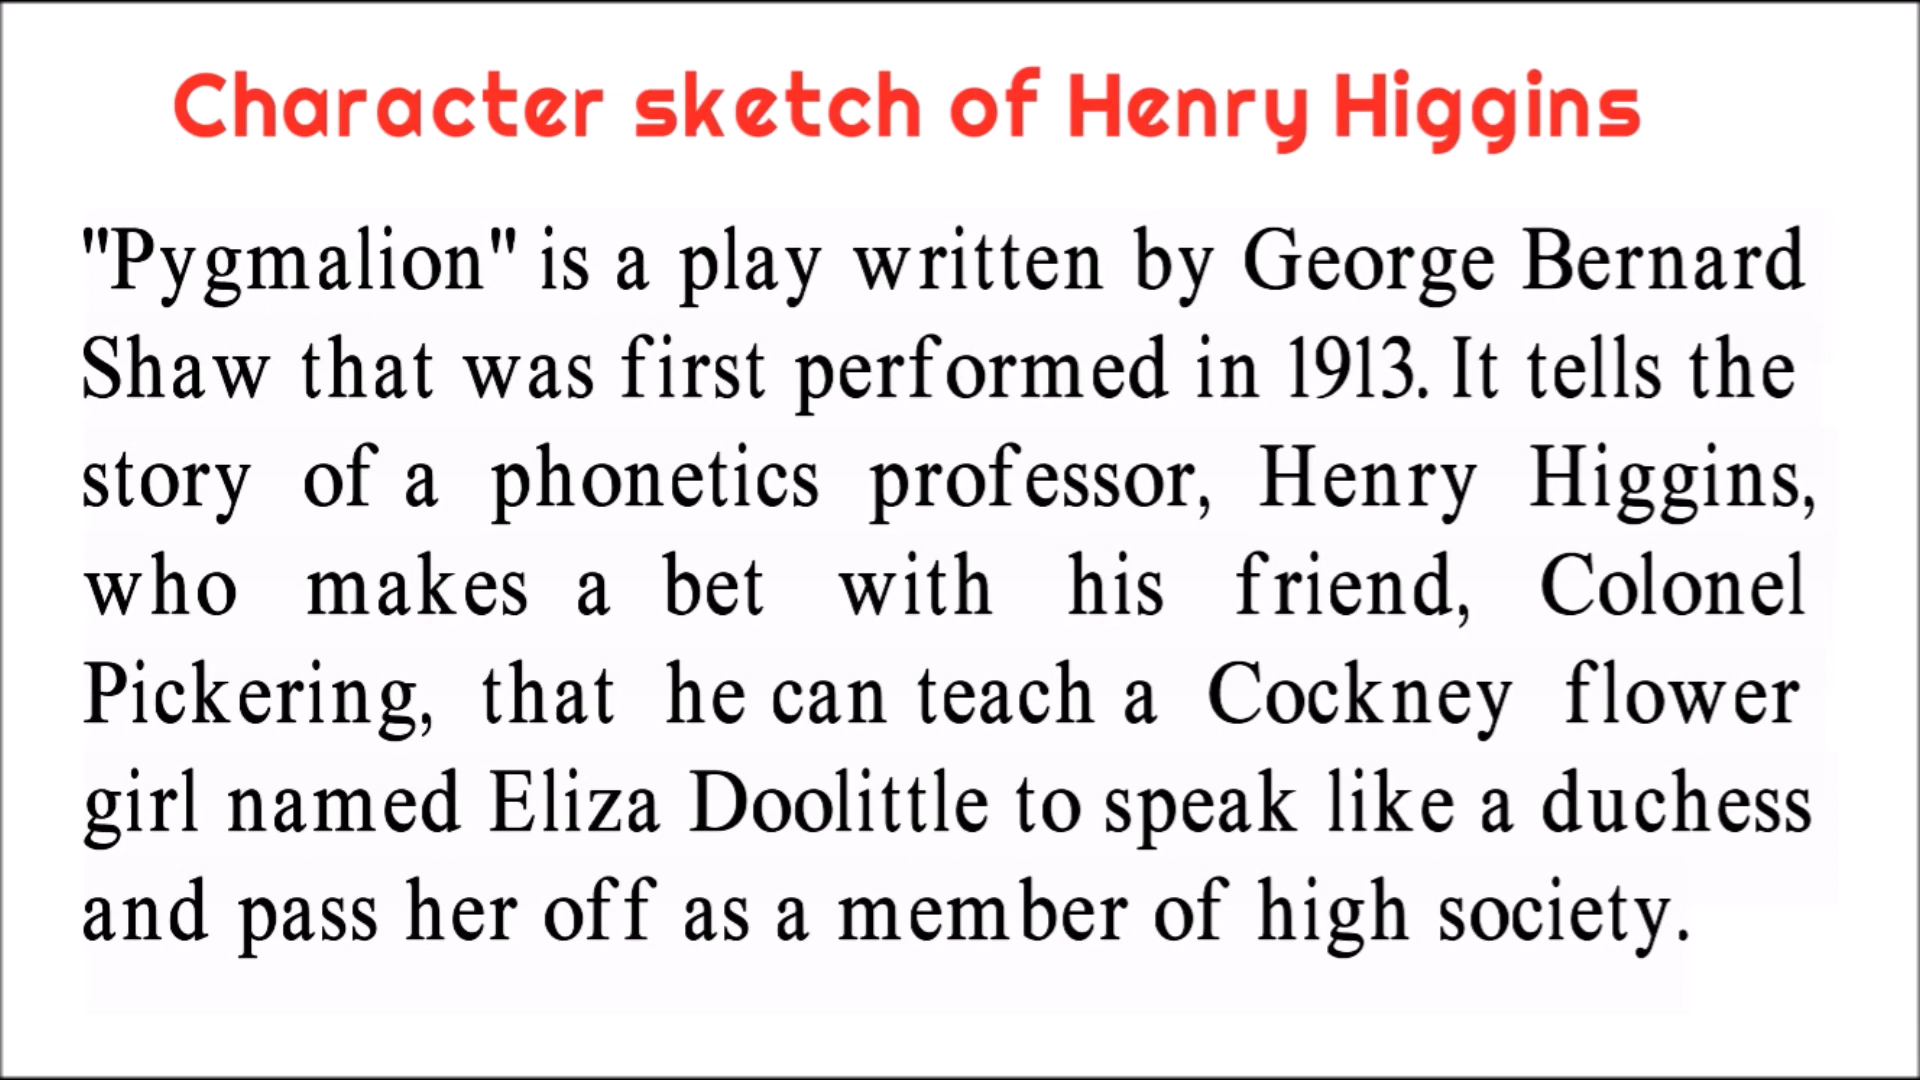 Character sketch of Henry Higgins
"Pygmalion" is a play written by George Bernard
Shaw that was first performed in 1913. It tells the
story of a phonetics professor, Henry Higgins,
who makes a bet with his friend, Colonel
Pickering, that he can teach a Cockney flower
girl named Eliza Doolittle to speak like a duchess
and pass her off as a member of high society.